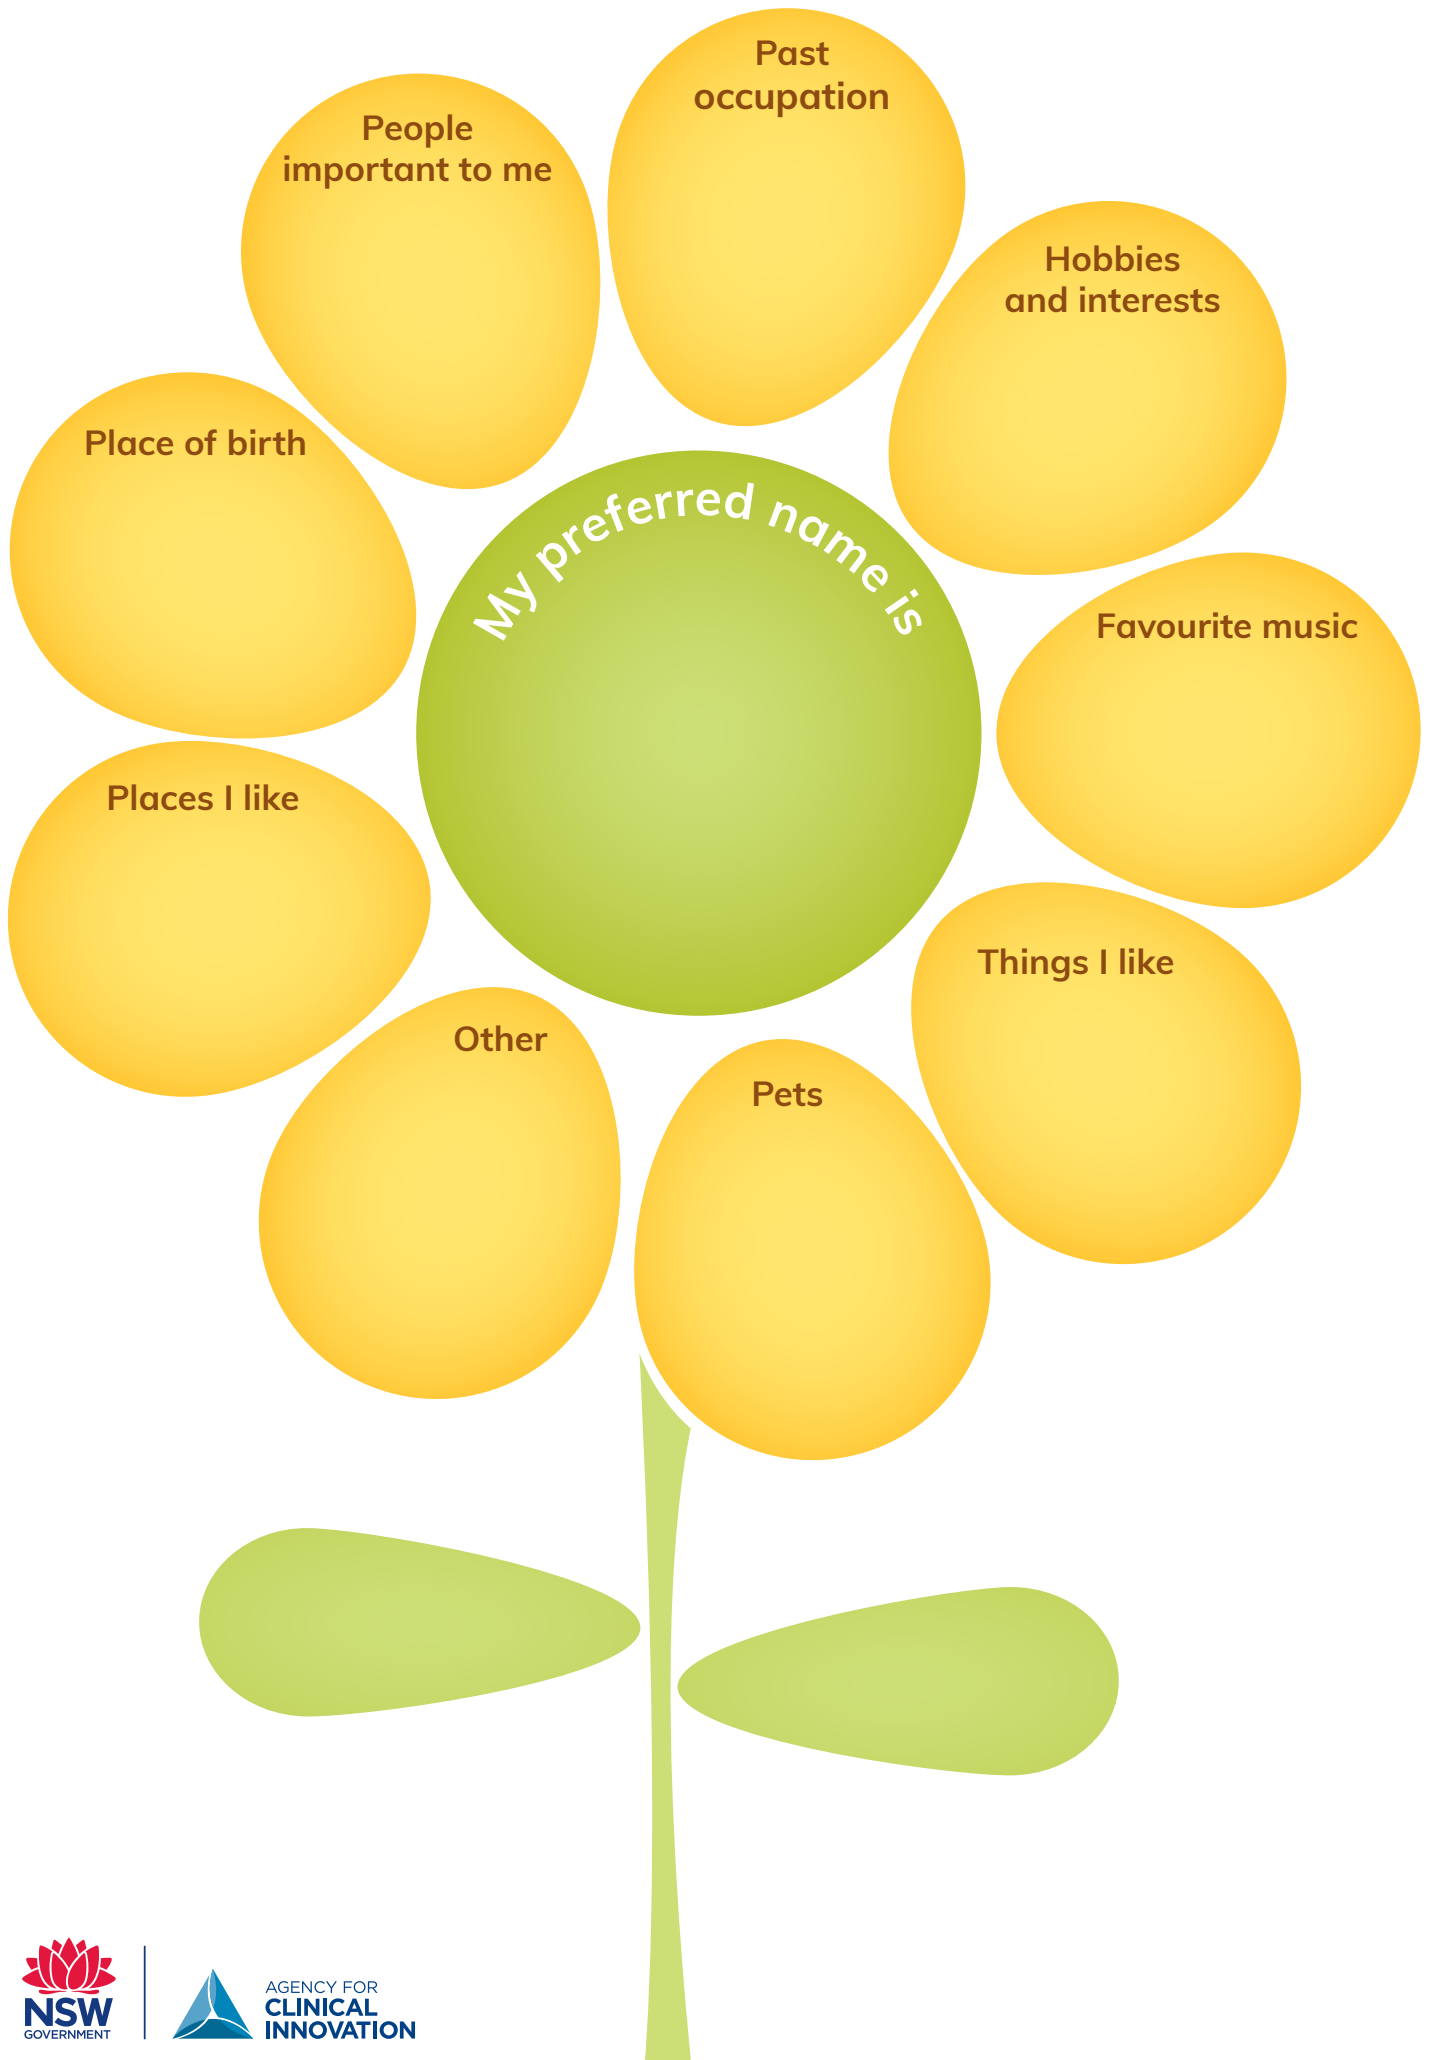 Past
occupation
People
important to me
Hobbies
and interests
Place of birth
My preferred name is
Favourite music
Places I like
Things I like
Other
Pets
NSW
GOVERNMENT
AGENCY FOR
CLINICAL
INNOVATION